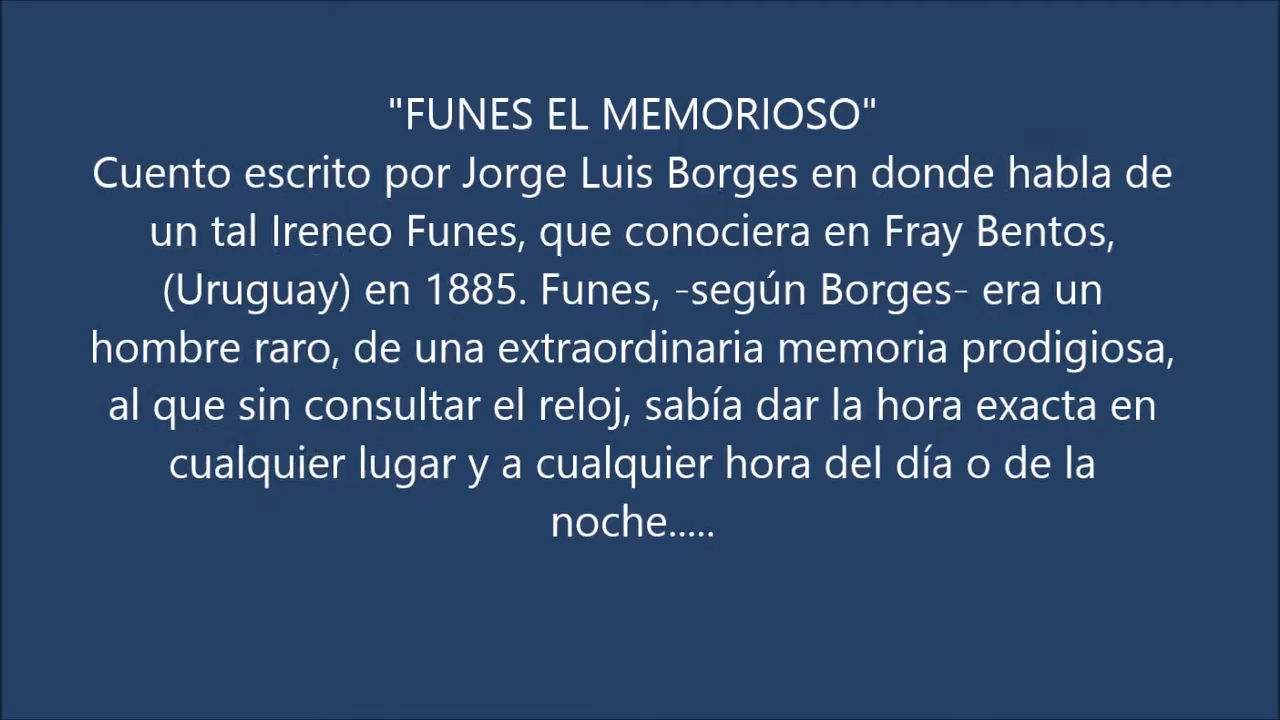 "FUNES EL MEMORIOSO"
Cuento escrito por Jorge Luis Borges en donde habla de
un tal Ireneo Funes, que conociera en Fray Bentos,
(Uruguay) en 1885. Funes, -según Borges- era un
hombre raro, de una extraordinaria memoria prodigiosa,
al que sin consultar el reloj, sabía dar la hora exacta en
cualquier lugar y a cualquier hora del día o de la
noche.....